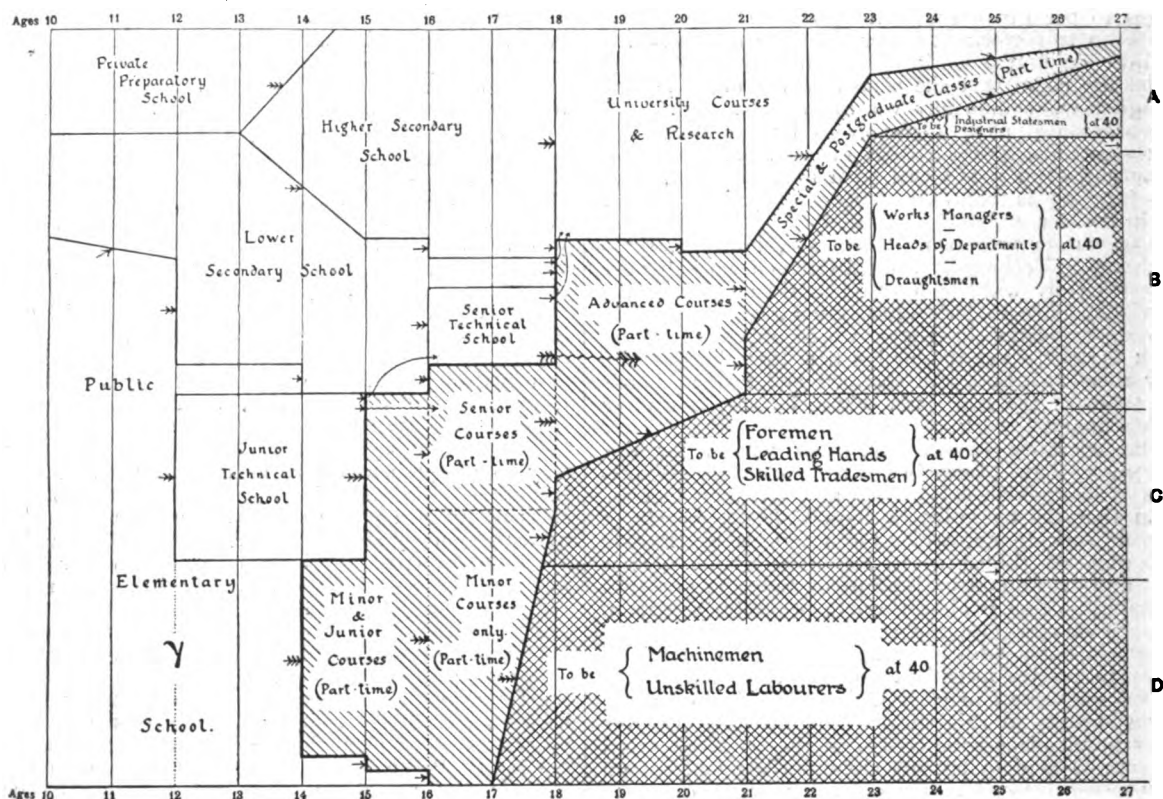 Ages 10 11 12 13 14 15 16 17 18 19 20 21 22 23 24 25 26 27
Private
Preparatory
School
Higher Secondary
School
University Courses
& Research
Special & Postgraduate Classes (Part time)
A
To be { Industrial Statesmen
Designers } at 40
Lower
Secondary School
To be { Works Managers
—
Heads of Departments
—
Draughtsmen } at 40
B
Senior
Technical
School
Advanced Courses
(Part-time)
Public
Junior
Technical
School
Senior
Courses
(Part-time)
To be { Foremen
Leading Hands
Skilled Tradesmen } at 40
C
Elementary
γ
School.
Minor
&
Junior
Courses
(Part-time)
Minor
Courses
only.
(Part-time)
To be { Machinemen
Unskilled Labourers } at 40
D
Ages 10 11 12 13 14 15 16 17 18 19 20 21 22 23 24 25 26 27